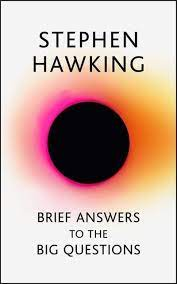 STEPHEN
HAWKING
BRIEF ANSWERS
TO THE
BIG QUESTIONS